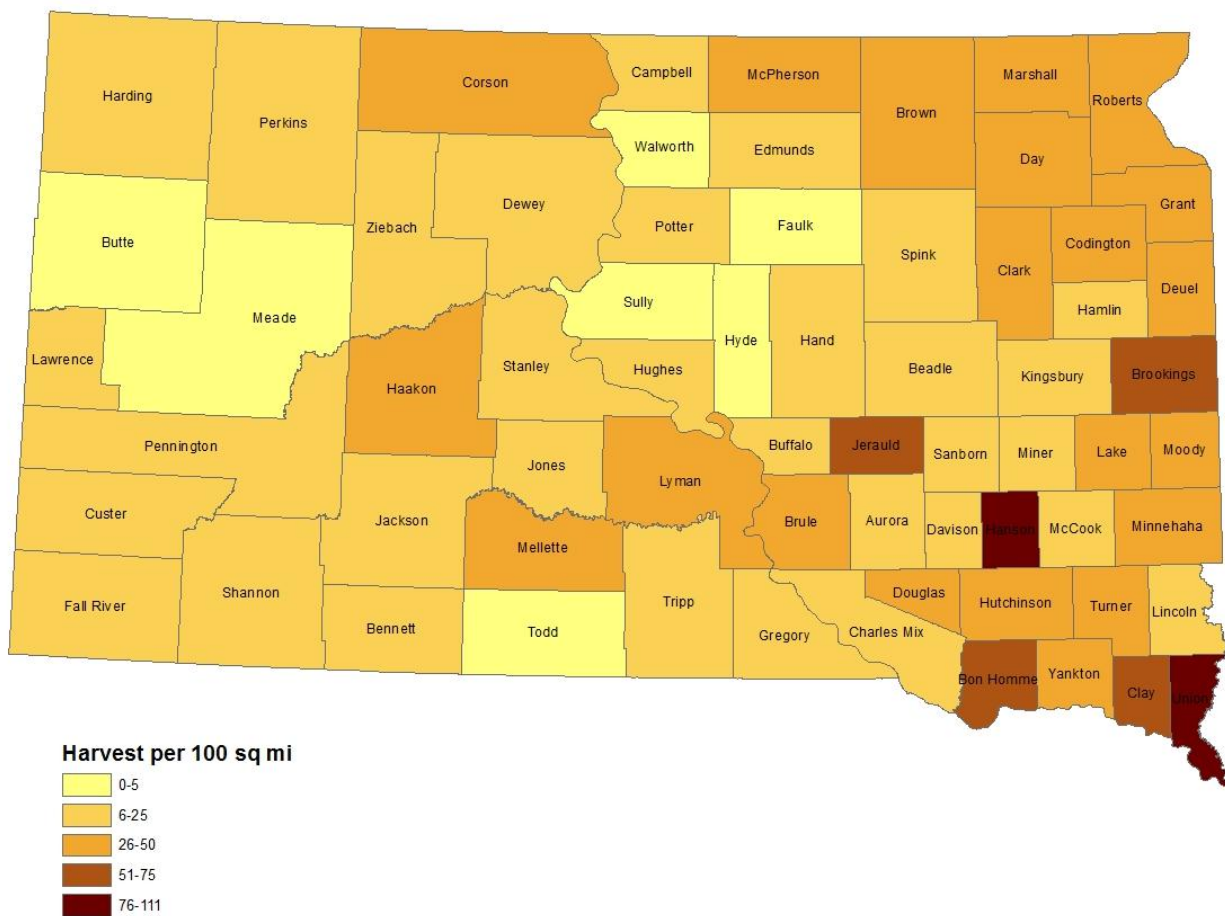 Harding
Perkins
Corson
Campbell
McPherson
Brown
Marshall
Roberts
Walworth
Edmunds
Day
Butte
Ziebach
Dewey
Potter
Faulk
Spink
Clark
Codington
Grant
Meade
Sully
Hyde
Hand
Hamlin
Deuel
Lawrence
Haakon
Stanley
Hughes
Beadle
Kingsbury
Brookings
Pennington
Jones
Lyman
Buffalo
Jerauld
Sanborn
Miner
Lake
Moody
Custer
Jackson
Mellette
Brule
Aurora
Davison
Hanson
McCook
Minnehaha
Fall River
Shannon
Bennett
Todd
Tripp
Gregory
Charles Mix
Douglas
Hutchinson
Turner
Lincoln
Bon Homme
Yankton
Clay
Union
Harvest per 100 sq mi
0-5
6-25
26-50
51-75
76-111